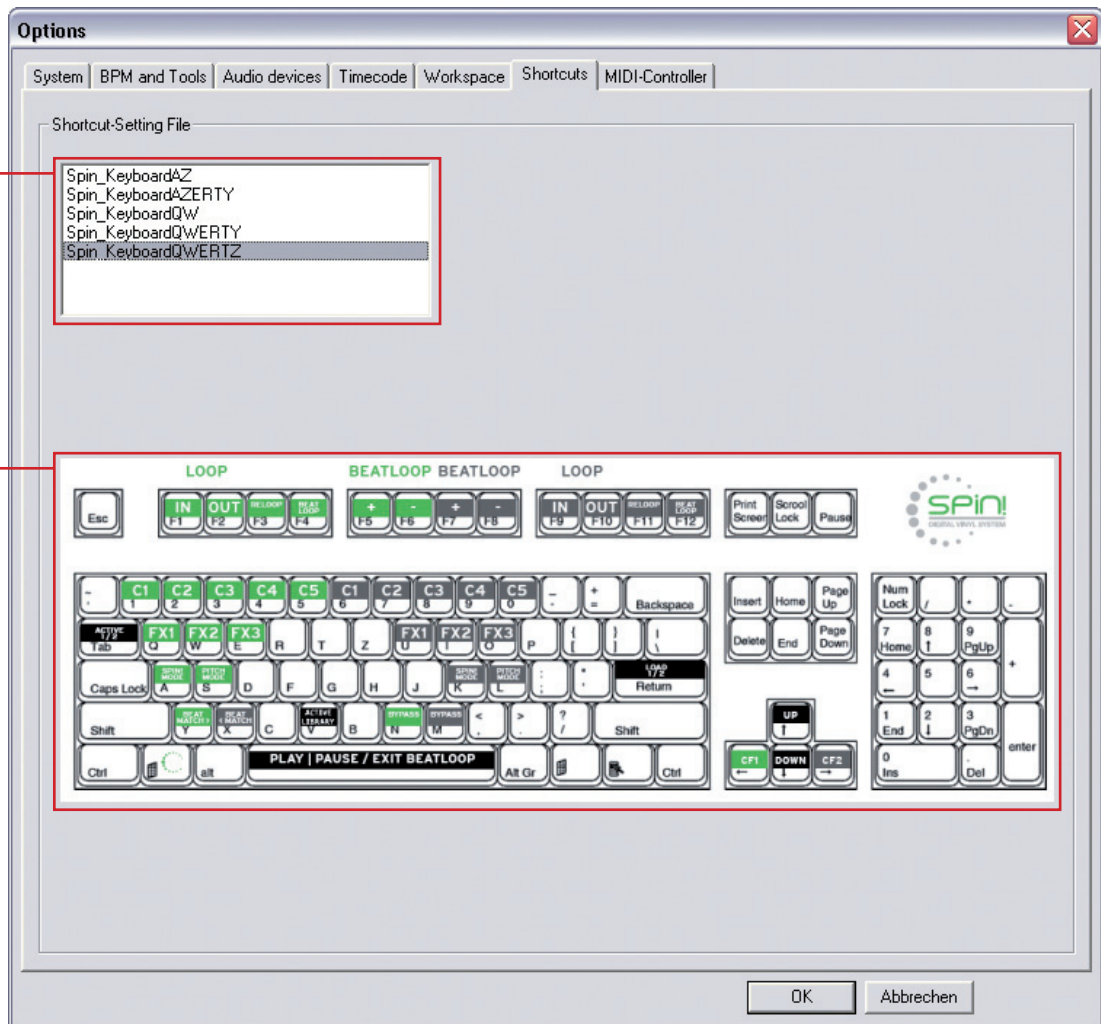 Options
System BPM and Tools Audio devices Timecode Workspace Shortcuts MIDI-Controller
Shortcut-Setting File
Spin_KeyboardAZ
Spin_KeyboardAZERTY
Spin_KeyboardQW
Spin_KeyboardQWERTY
Spin_KeyboardQWERTZ
LOOP BEATLOOP BEATLOOP LOOP
SPiN!
DIGITAL VINYL SYSTEM
IN OUT RELOOP BEAT LOOP + - + - IN OUT RELOOP BEAT LOOP
Esc F1 F2 F3 F4 F5 F6 F7 F8 F9 F10 F11 F12 Print Screen Scrool Lock Pause
C1 C2 C3 C4 C5 C1 C2 C3 C4 C5
1 2 3 4 5 6 7 8 9 0 - + = Backspace Insert Home Page Up Num Lock / -
ACTIVE 1/2 FX1 FX2 FX3 FX1 FX2 FX3
Tab Q W E R T Z U I O P { [ } ] | \ Delete End Page Down 7 Home 8 ↑ 9 PgUp +
SPIN! MODE PITCH MODE SPIN! MODE PITCH MODE LOAD 1/2
Caps Lock A S D F G H J K L : ; Return 4 ← 5 6 →
BEAT MATCH > BEAT < MATCH ACTIVE LIBRARY BYPASS BYPASS UP
Shift Y X C V B N M < , > . ? / Shift ↑ 1 End 2 ↓ 3 PgDn enter
PLAY | PAUSE / EXIT BEATLOOP CF1 DOWN CF2
Ctrl alt Alt Gr Ctrl ← ↓ → 0 Ins . Del
OK Abbrechen